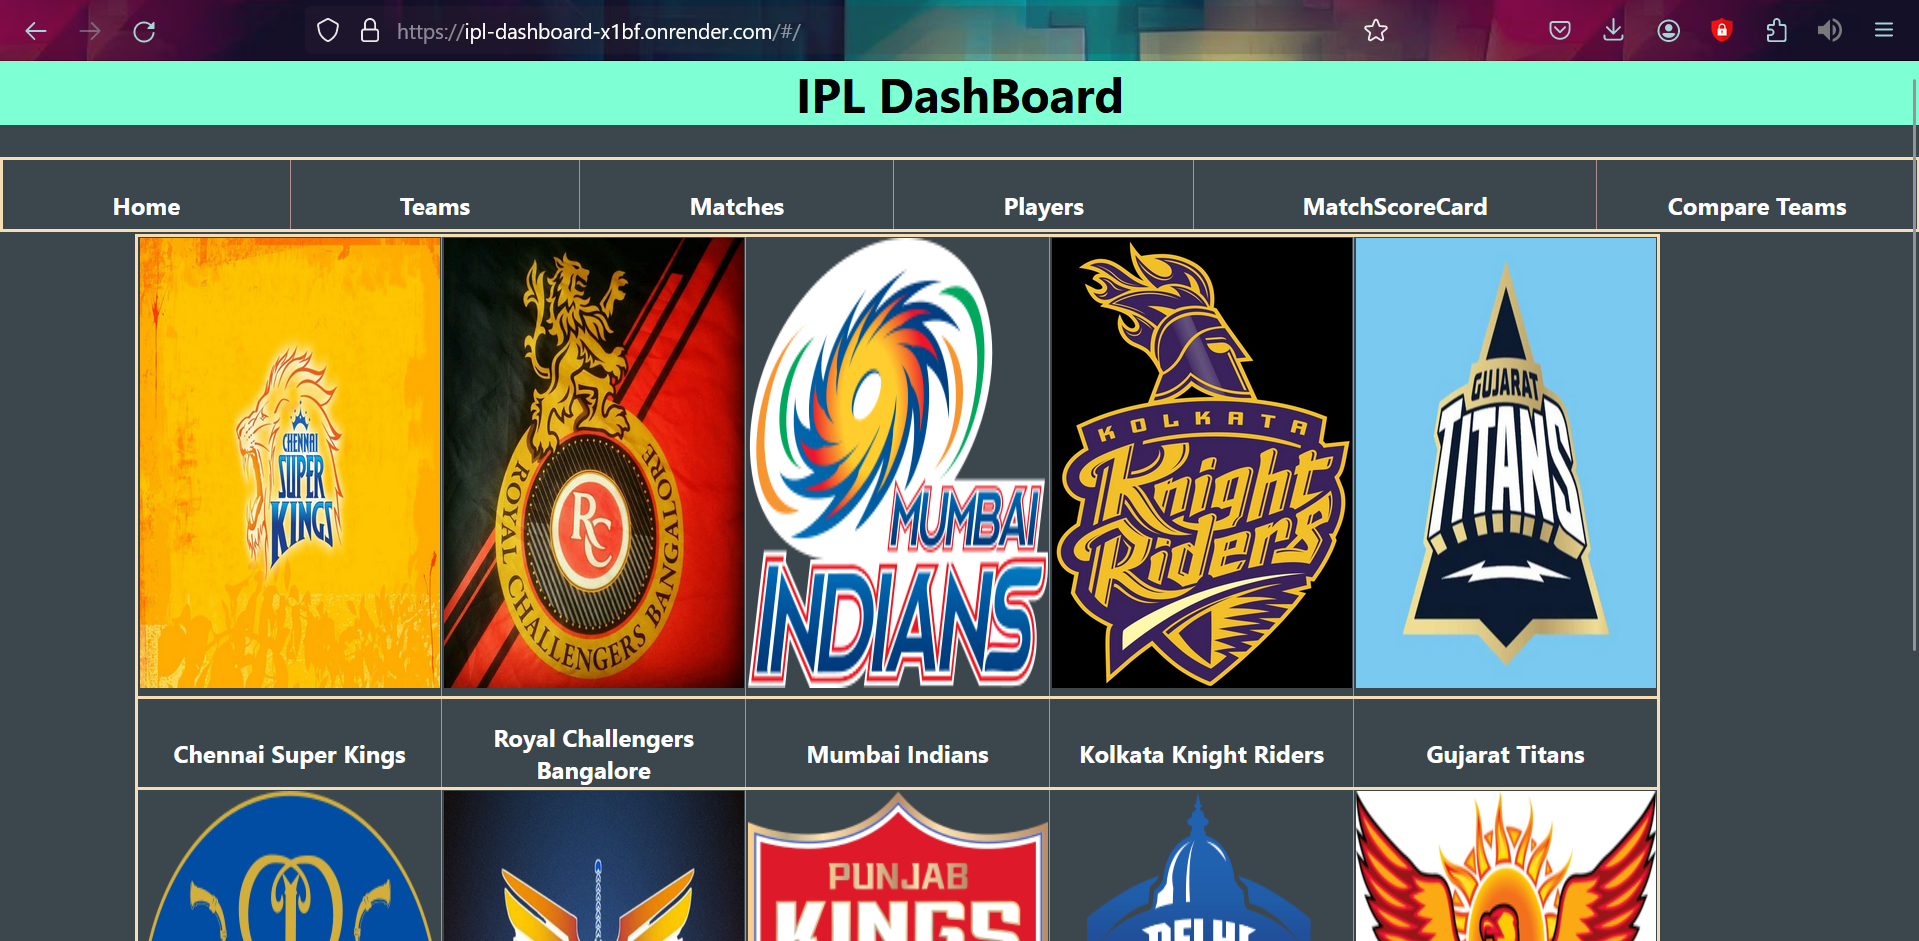 https://ipl-dashboard-x1bf.onrender.com/#/
IPL DashBoard
Home
Teams
Matches
Players
MatchScoreCard
Compare Teams
CHENNAI
SUPER
KINGS
ROYAL CHALLENGERS BANGALORE
RC
MUMBAI
INDIANS
KOLKATA
Knight
Riders
GUJARAT
TITANS
Chennai Super Kings
Royal Challengers
Bangalore
Mumbai Indians
Kolkata Knight Riders
Gujarat Titans
PUNJAB
KINGS
DELHI